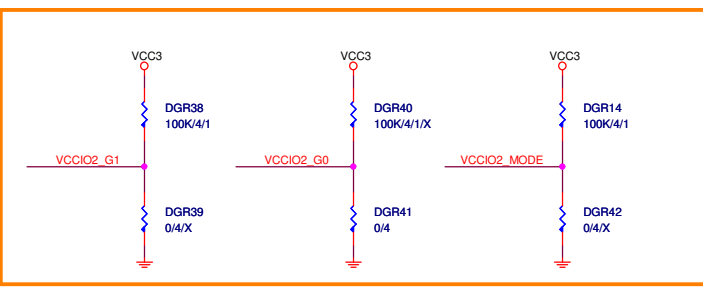 VCC3
VCC3
VCC3
DGR38
100K/4/1
DGR40
100K/4/1/X
DGR14
100K/4/1
VCCIO2_G1
VCCIO2_G0
VCCIO2_MODE
DGR39
0/4/X
DGR41
0/4
DGR42
0/4/X